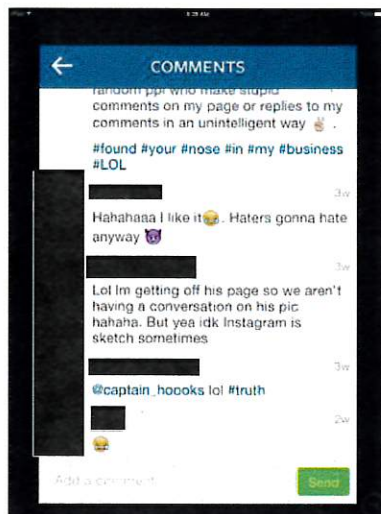 8:28 AM
COMMENTS
random ppl who make stupid
comments on my page or replies to my
comments in an unintelligent way ✌🏼 .
#found #your #nose #in #my #business
#LOL
3w
Hahahaaa I like it😂. Haters gonna hate
anyway 😈
3w
Lol Im getting off his page so we aren't
having a conversation on his pic
hahaha. But yea idk Instagram is
sketch sometimes
3w
@captain_hoooks lol #truth
2w
😂
Add a comment
Send